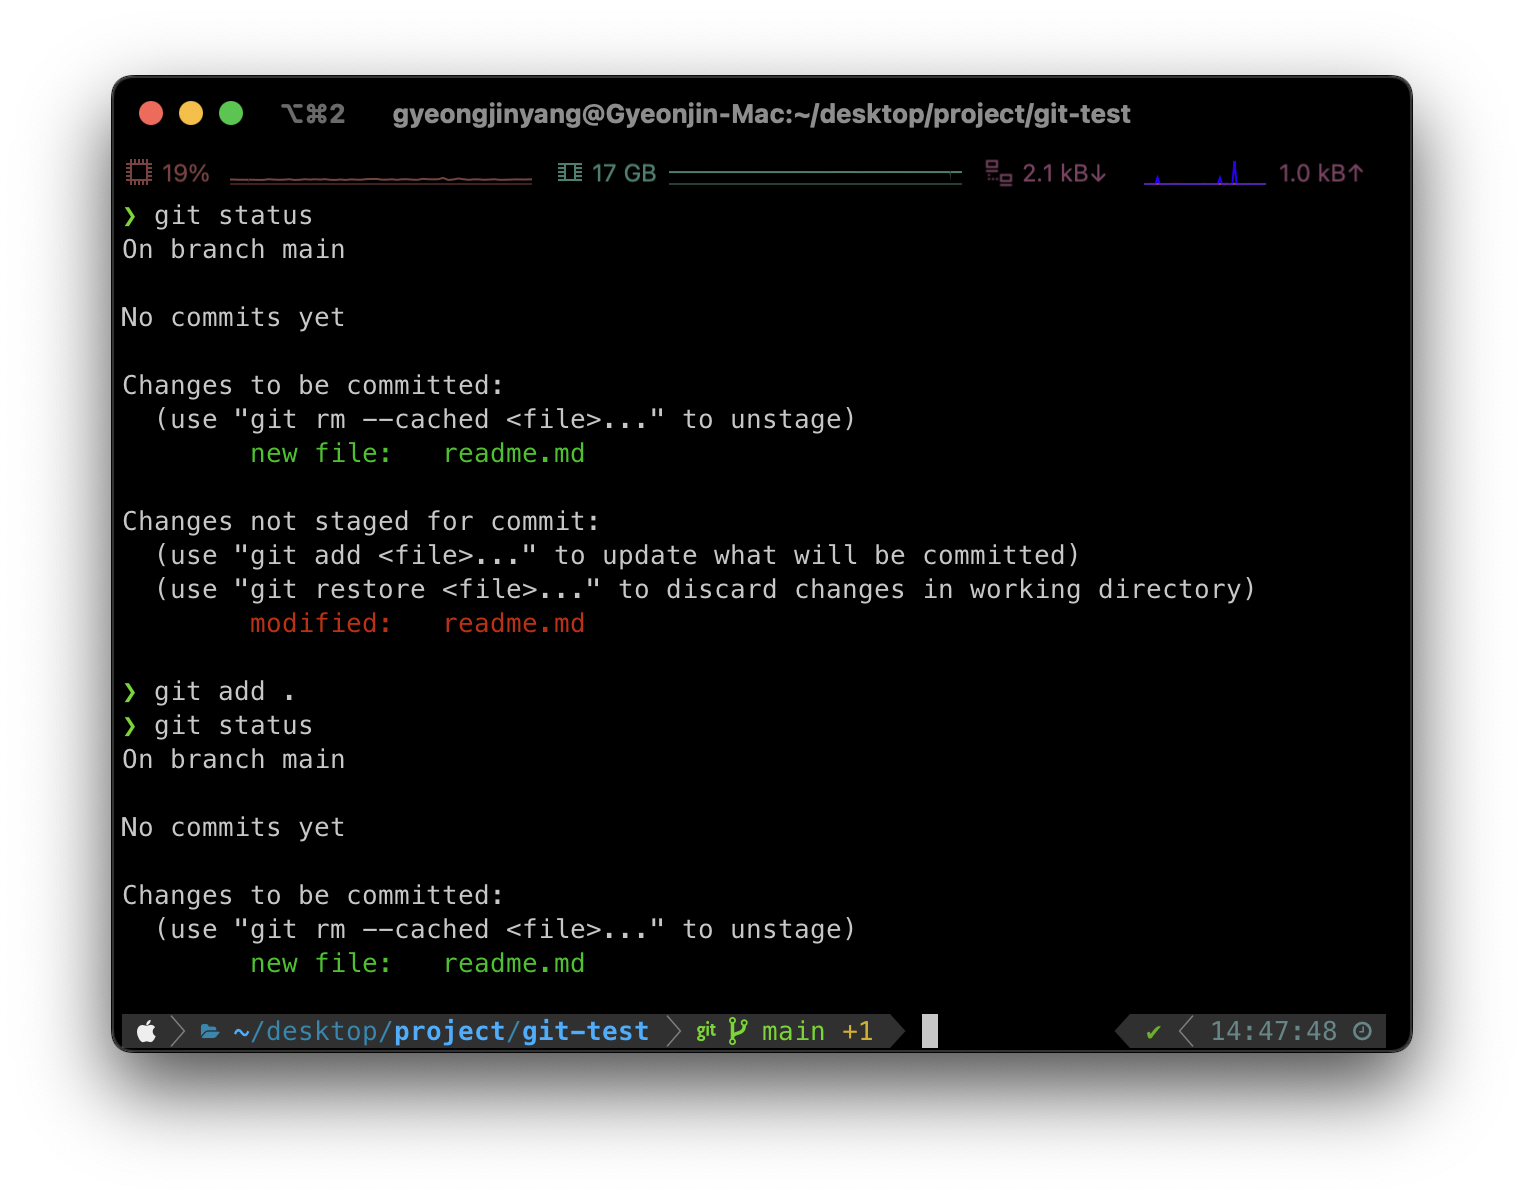 ⌥⌘2 gyeongjinyang@Gyeonjin-Mac:~/desktop/project/git-test
19% 17 GB 2.1 kB↓ 1.0 kB↑
❯ git status
On branch main
No commits yet
Changes to be committed:
(use "git rm --cached <file>..." to unstage)
new file: readme.md
Changes not staged for commit:
(use "git add <file>..." to update what will be committed)
(use "git restore <file>..." to discard changes in working directory)
modified: readme.md
❯ git add .
❯ git status
On branch main
No commits yet
Changes to be committed:
(use "git rm --cached <file>..." to unstage)
new file: readme.md
~/desktop/project/git-test git main +1 ✔ 14:47:48